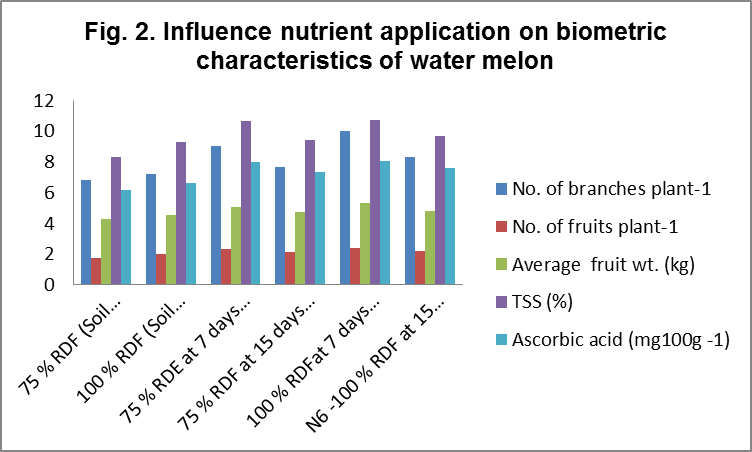 Fig. 2. Influence nutrient application on biometric
characteristics of water melon
12
10
8
6
4
2
0
75 % RDF (Soil...
100 % RDF (Soil...
75 % RDE at 7 days...
75 % RDF at 15 days...
100 % RDFat 7 days...
N6 -100 % RDF at 15...
No. of branches plant-1
No. of fruits plant-1
Average fruit wt. (kg)
TSS (%)
Ascorbic acid (mg100g -1)